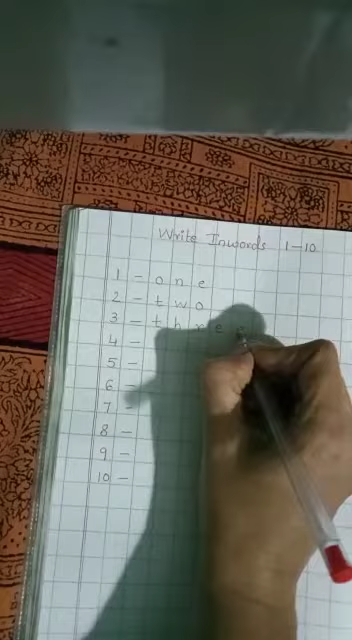 Write Inwords 1-10
1 - one
2 - two
3 - three
4 -
5 -
6 -
7 -
8 -
9 -
10 -